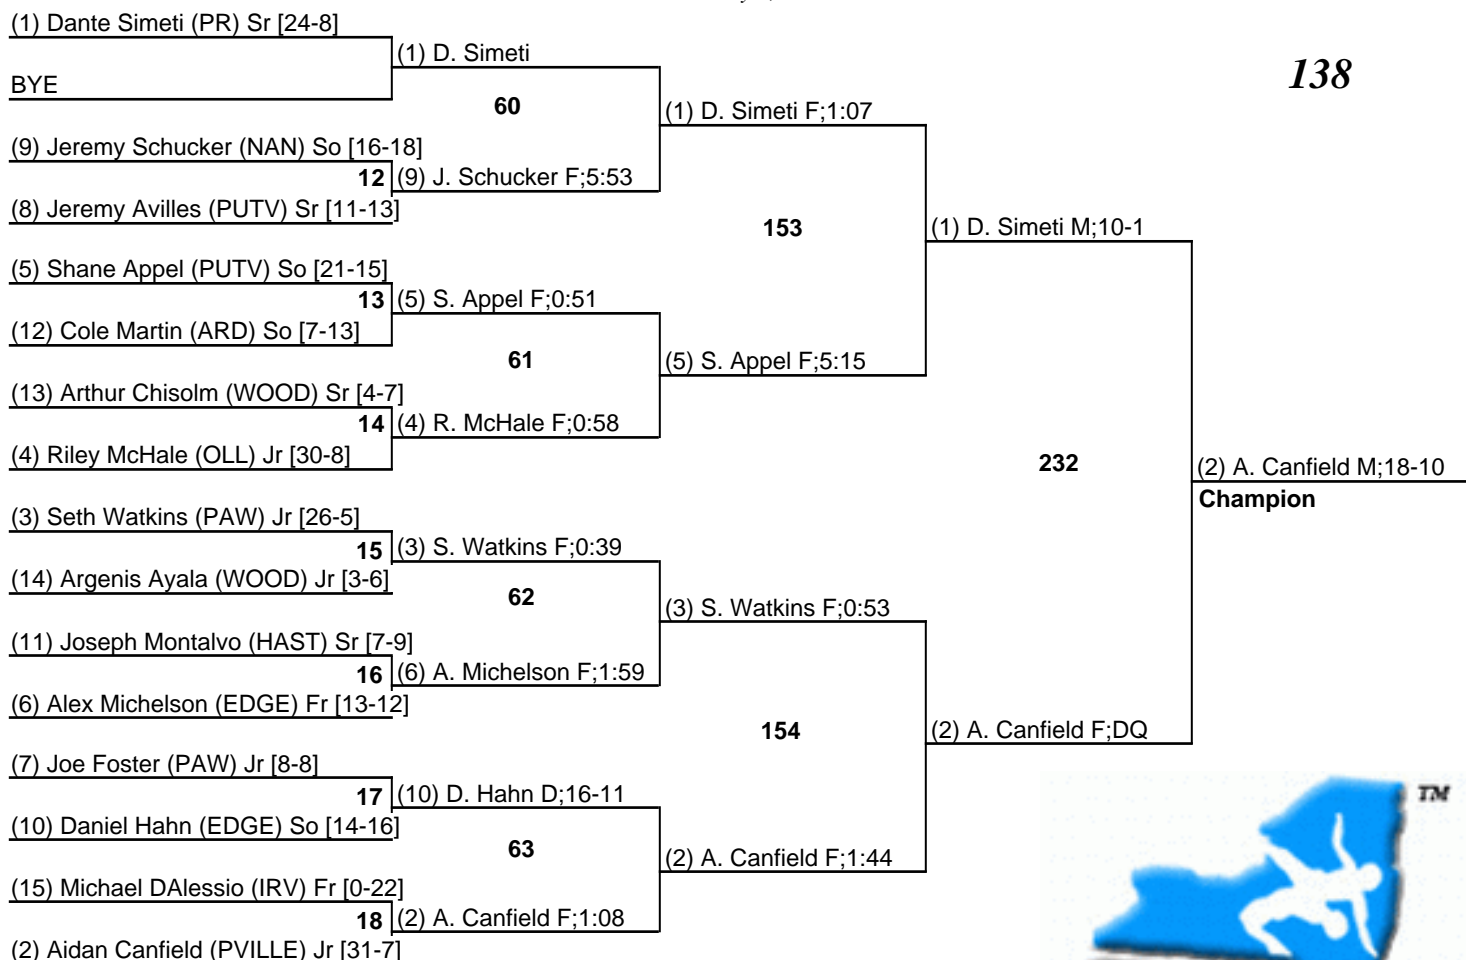 (1) Dante Simeti (PR) Sr [24-8]
(1) D. Simeti
138
BYE
60
(1) D. Simeti F;1:07
(9) Jeremy Schucker (NAN) So [16-18]
12
(9) J. Schucker F;5:53
(8) Jeremy Avilles (PUTV) Sr [11-13]
153
(1) D. Simeti M;10-1
(5) Shane Appel (PUTV) So [21-15]
13
(5) S. Appel F;0:51
(12) Cole Martin (ARD) So [7-13]
61
(5) S. Appel F;5:15
(13) Arthur Chisolm (WOOD) Sr [4-7]
14
(4) R. McHale F;0:58
(4) Riley McHale (OLL) Jr [30-8]
232
(2) A. Canfield M;18-10
Champion
(3) Seth Watkins (PAW) Jr [26-5]
15
(3) S. Watkins F;0:39
(14) Argenis Ayala (WOOD) Jr [3-6]
62
(3) S. Watkins F;0:53
(11) Joseph Montalvo (HAST) Sr [7-9]
16
(6) A. Michelson F;1:59
(6) Alex Michelson (EDGE) Fr [13-12]
154
(2) A. Canfield F;DQ
(7) Joe Foster (PAW) Jr [8-8]
17
(10) D. Hahn D;16-11
(10) Daniel Hahn (EDGE) So [14-16]
63
(2) A. Canfield F;1:44
(15) Michael DAlessio (IRV) Fr [0-22]
18
(2) A. Canfield F;1:08
(2) Aidan Canfield (PVILLE) Jr [31-7]
TM